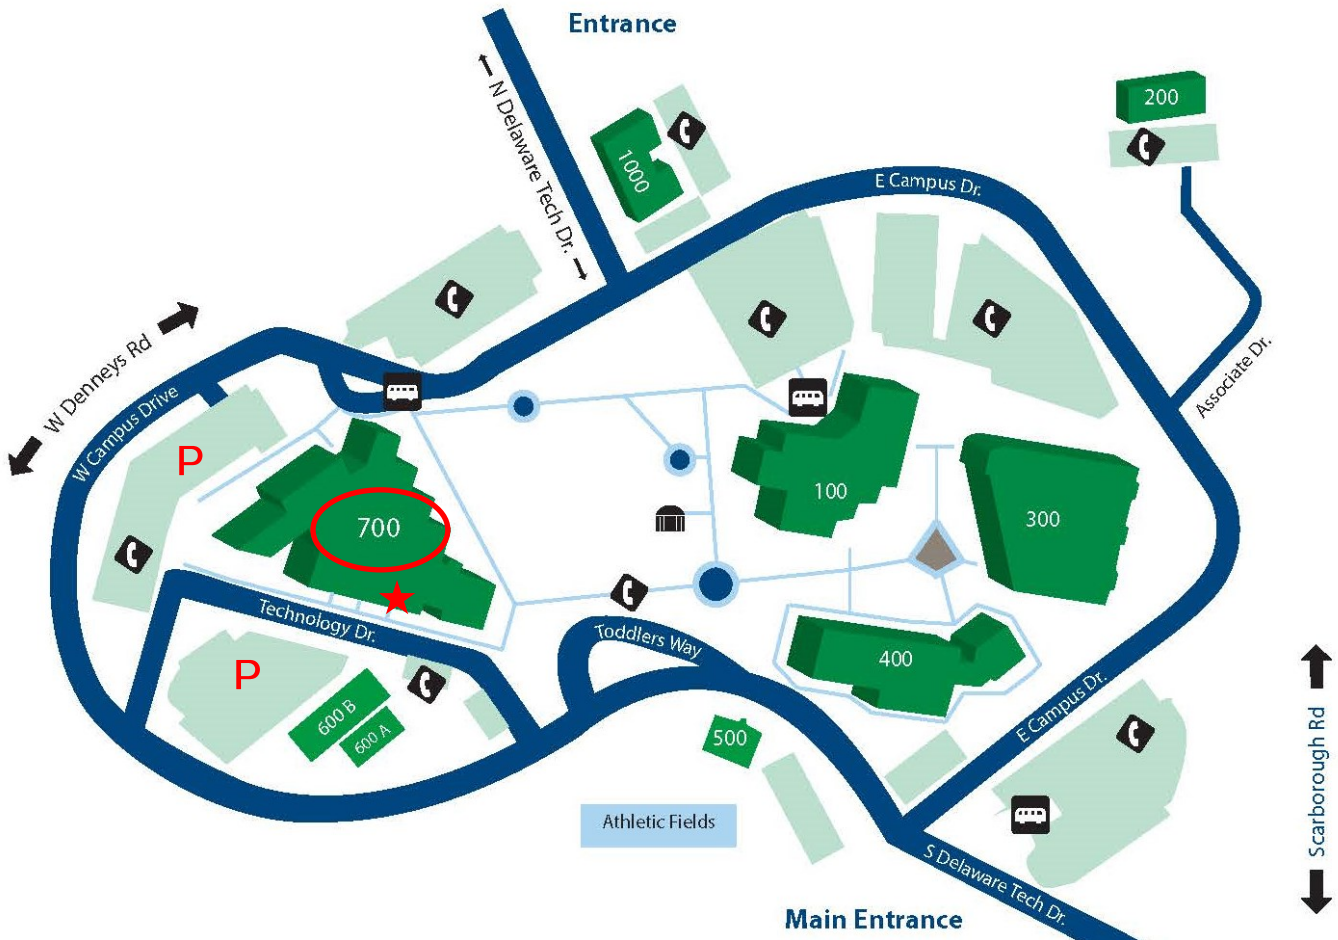 Entrance
N Delaware Tech Dr.
1000
200
E Campus Dr.
W Denneys Rd
W Campus Drive
Associate Dr.
P
700
100
300
Technology Dr.
Toddlers Way
400
P
600 B
600 A
500
E Campus Dr.
Scarborough Rd
Athletic Fields
S Delaware Tech Dr.
Main Entrance